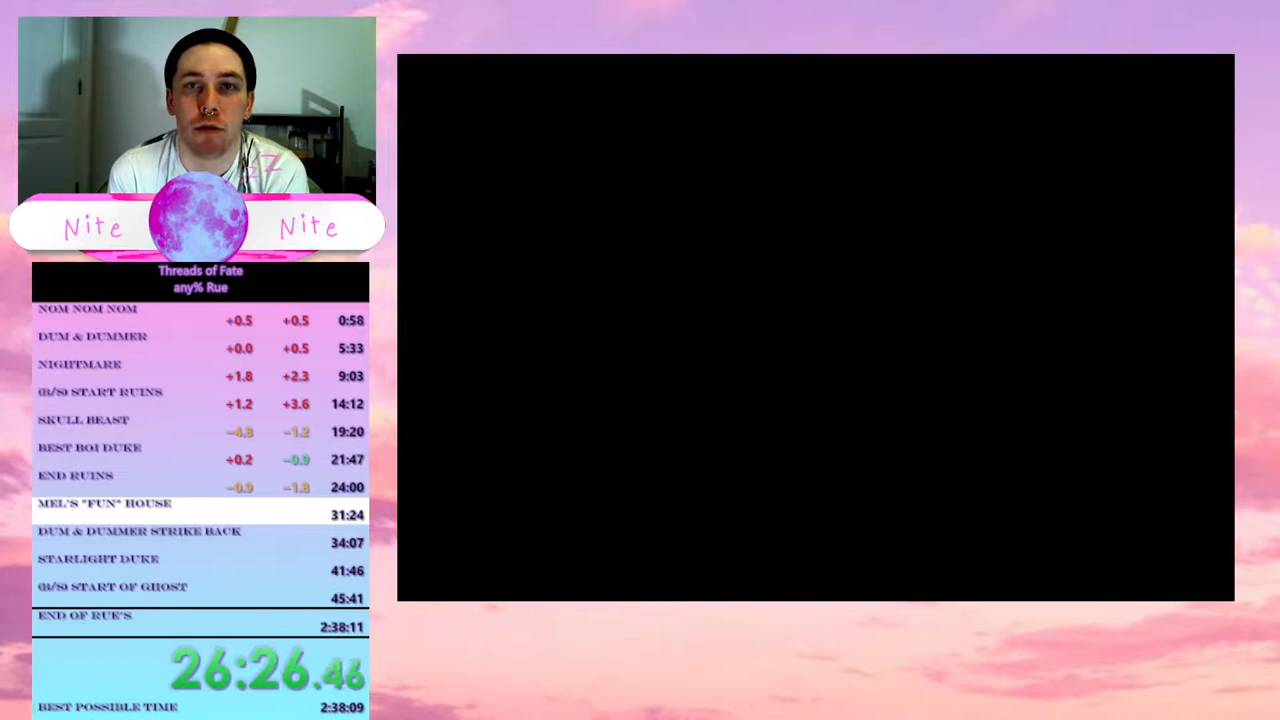 zZ
Nite Nite
Threads of Fate
any% Rue
NOM NOM NOM
+0.5 +0.5 0:58
DUM & DUMMER
+0.0 +0.5 5:33
NIGHTMARE
+1.8 +2.3 9:03
(B/S) START RUINS
+1.2 +3.6 14:12
SKULL BEAST
−4.8 −1.2 19:20
BEST BOI DUKE
+0.2 −0.9 21:47
END RUINS
−0.9 −1.8 24:00
MEL'S "FUN" HOUSE
31:24
DUM & DUMMER STRIKE BACK
34:07
STARLIGHT DUKE
41:46
(B/S) START OF GHOST
45:41
END OF RUE'S
2:38:11
26:26.46
BEST POSSIBLE TIME 2:38:09